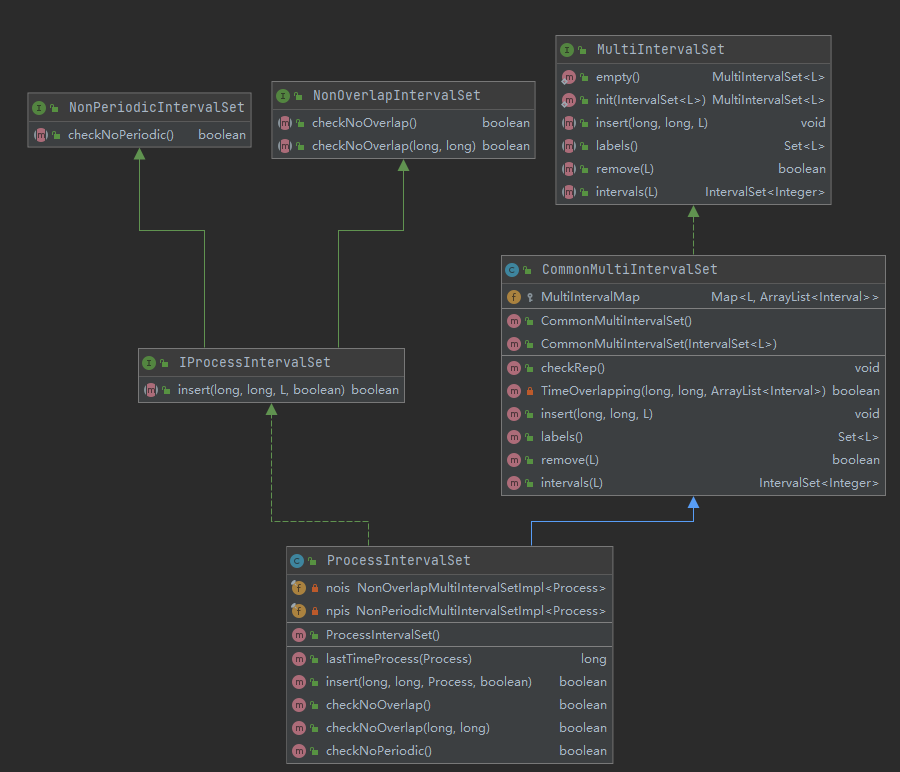 NonPeriodicIntervalSet
checkNoPeriodic() boolean
NonOverlapIntervalSet
checkNoOverlap() boolean
checkNoOverlap(long, long) boolean
MultiIntervalSet
empty() MultiIntervalSet<L>
init(IntervalSet<L>) MultiIntervalSet<L>
insert(long, long, L) void
labels() Set<L>
remove(L) boolean
intervals(L) IntervalSet<Integer>
CommonMultiIntervalSet
MultiIntervalMap Map<L, ArrayList<Interval>>
CommonMultiIntervalSet()
CommonMultiIntervalSet(IntervalSet<L>)
checkRep() void
TimeOverlapping(long, long, ArrayList<Interval>) boolean
insert(long, long, L) void
labels() Set<L>
remove(L) boolean
intervals(L) IntervalSet<Integer>
IProcessIntervalSet
insert(long, long, L, boolean) boolean
ProcessIntervalSet
nois NonOverlapMultiIntervalSetImpl<Process>
npis NonPeriodicMultiIntervalSetImpl<Process>
ProcessIntervalSet()
lastTimeProcess(Process) long
insert(long, long, Process, boolean) boolean
checkNoOverlap() boolean
checkNoOverlap(long, long) boolean
checkNoPeriodic() boolean